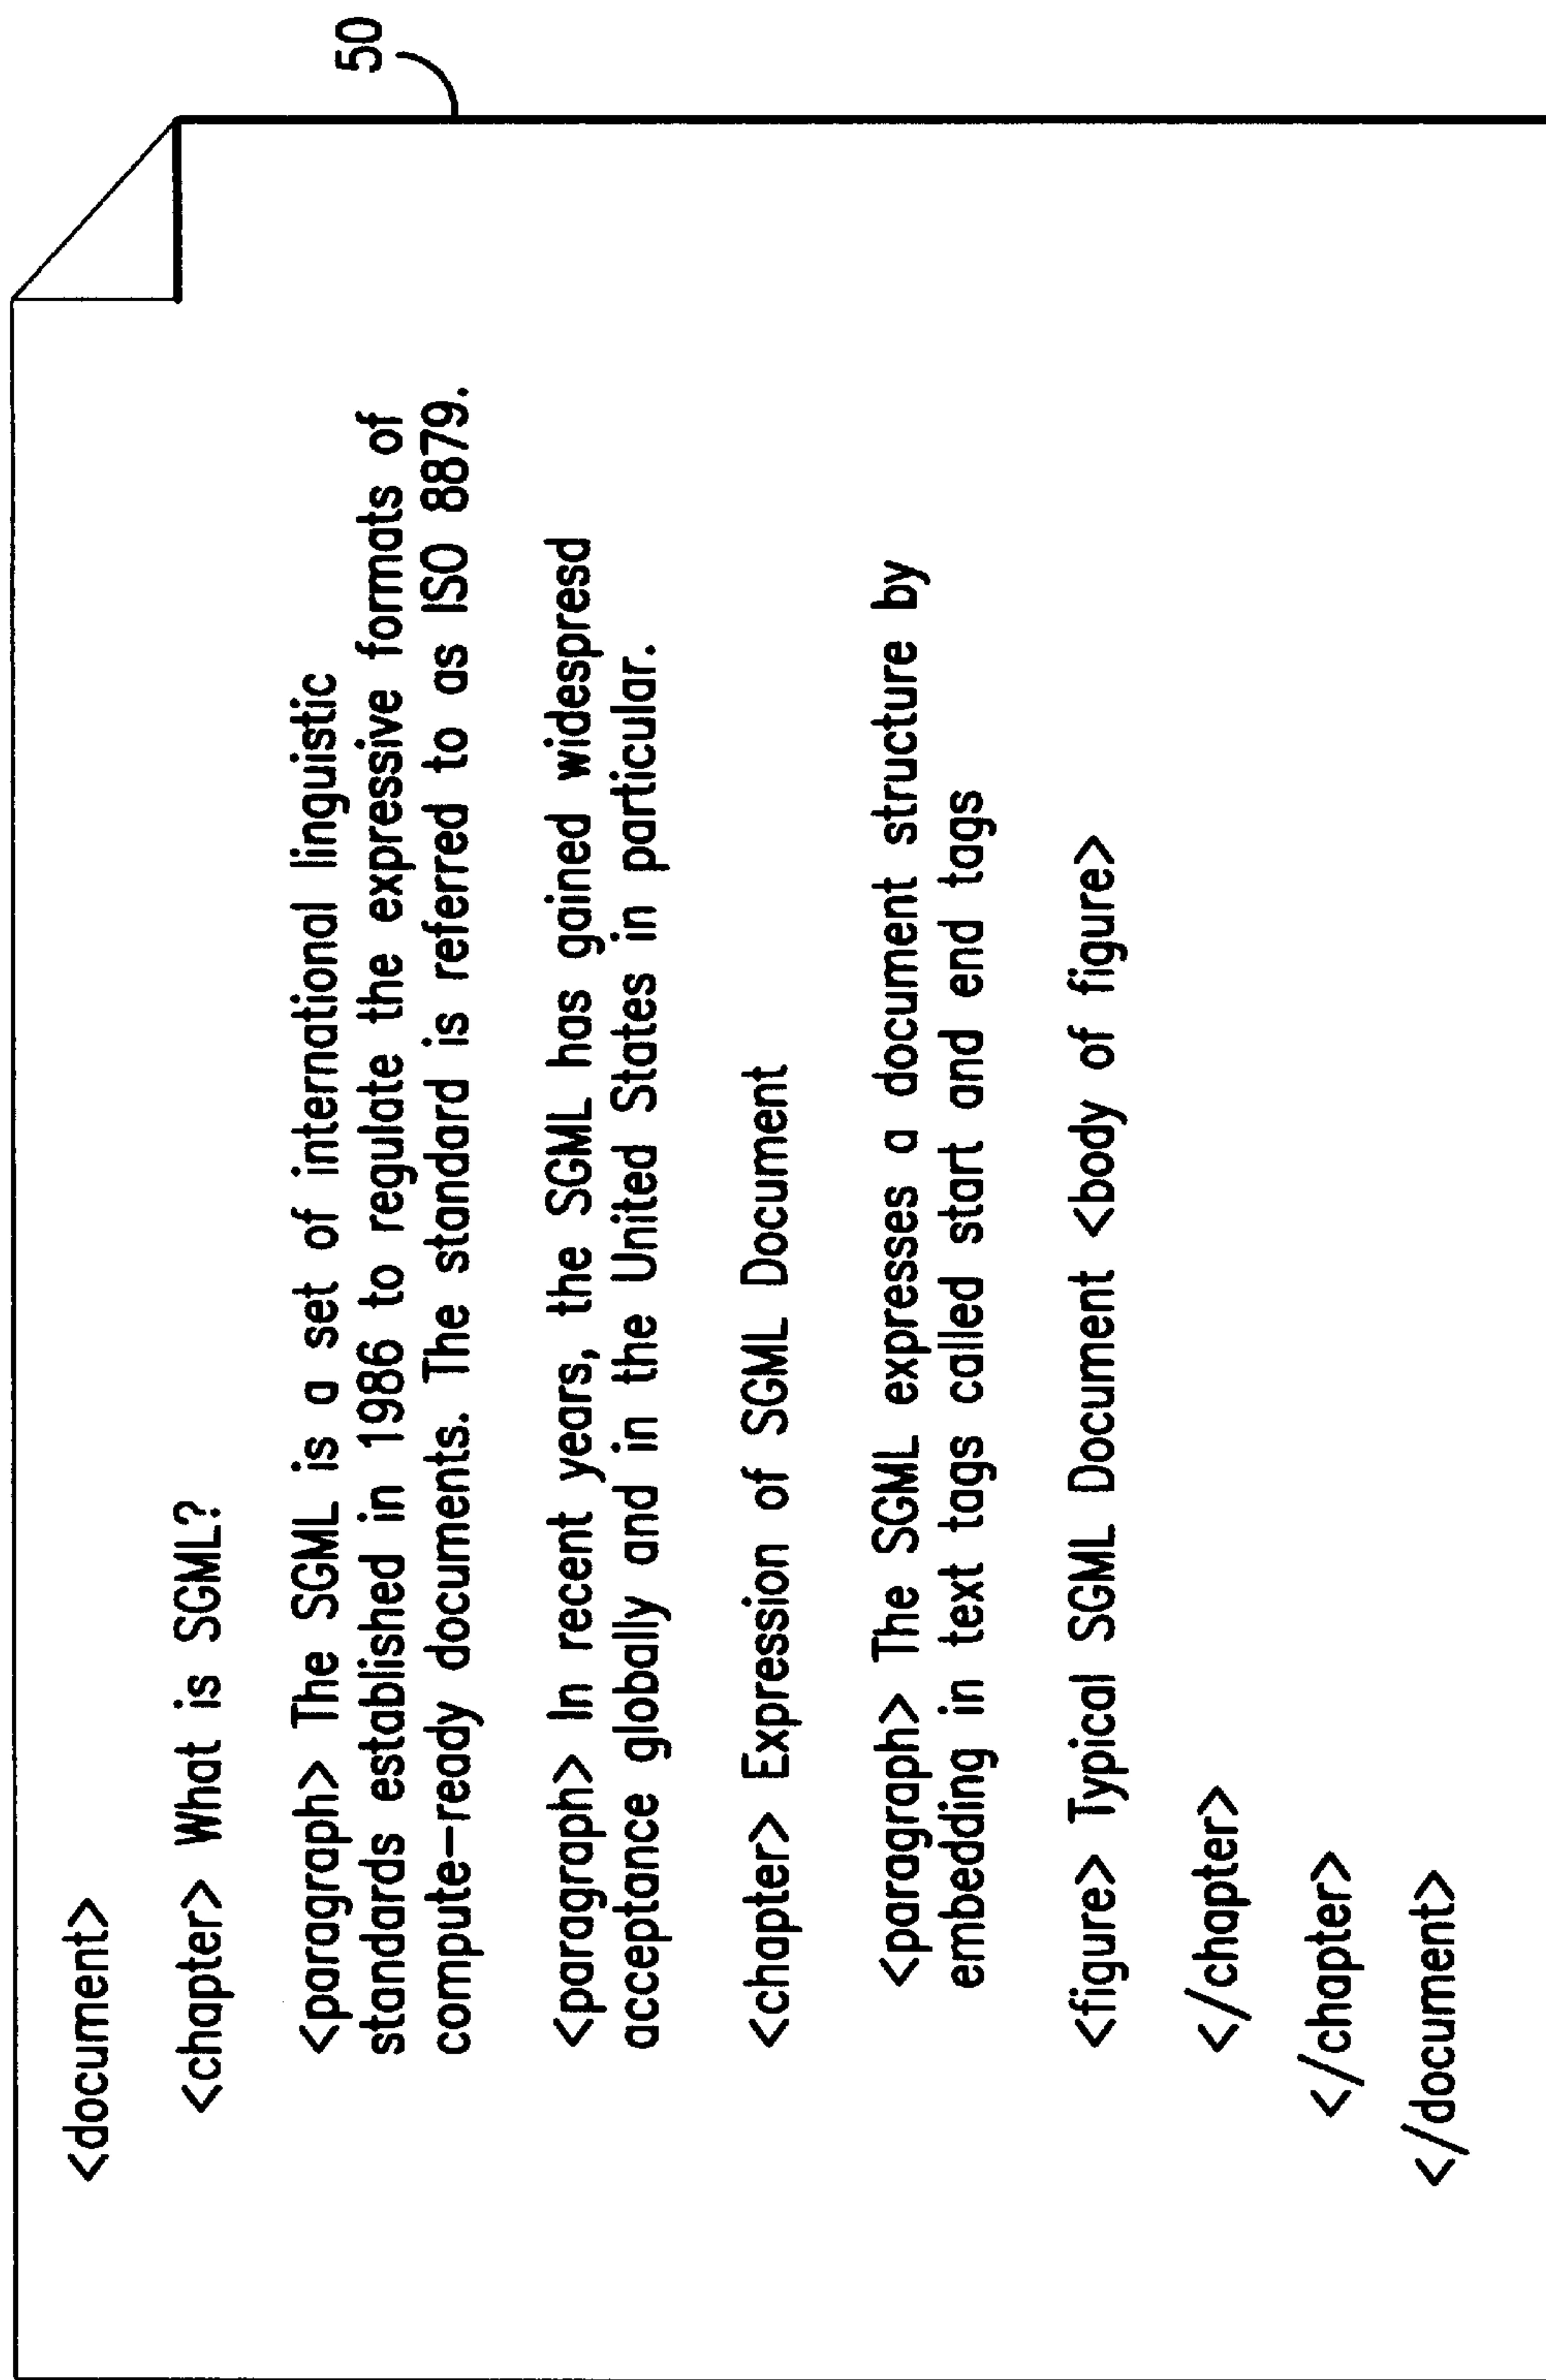 50
<document>
<chapter> What is SGML?
<paragraph> The SGML is a set of international linguistic
standards established in 1986 to regulate the expressive formats of
compute-ready documents. The standard is referred to as ISO 8879.
<paragraph> In recent years, the SGML has gained widespresd
acceptance globally and in the United States in particular.
<chapter> Expression of SGML Document
<paragraph> The SGML expresses a document structure by
embedding in text tags called start and end tags
<figure> Typical SGML Document <body of figure>
</chapter>
</chapter>
</document>